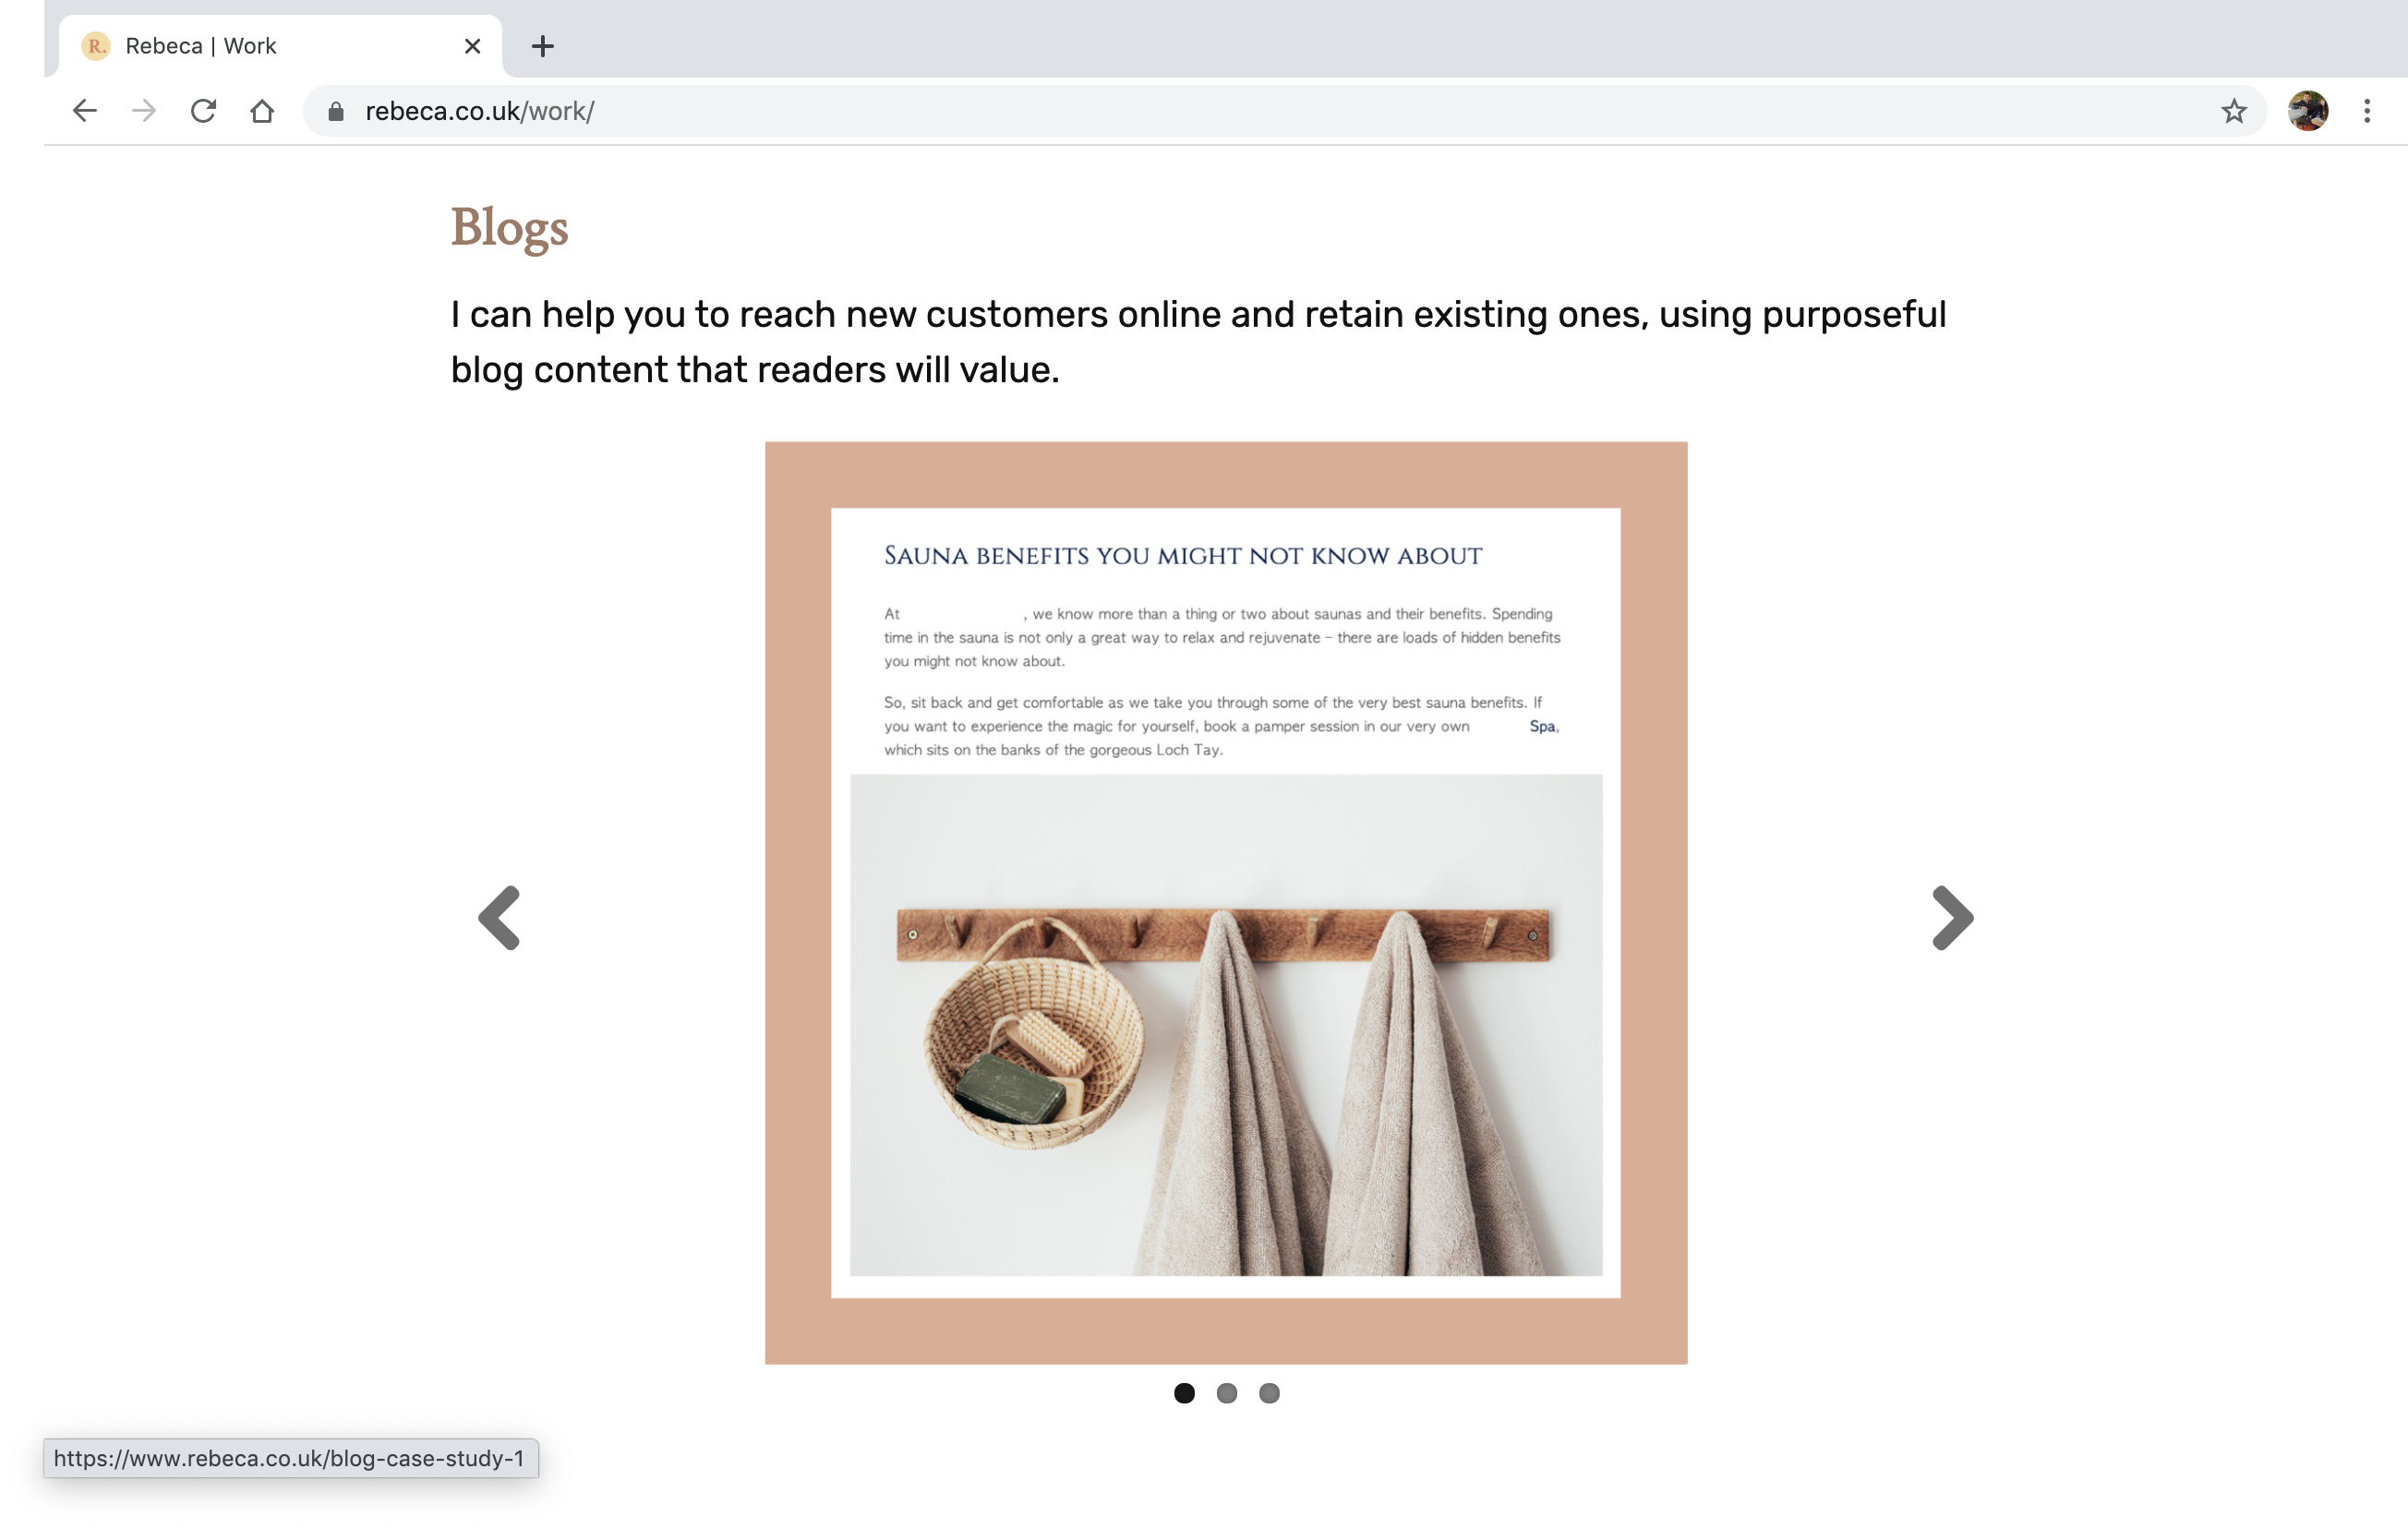 R. Rebeca | Work
rebeca.co.uk/work/
Blogs
I can help you to reach new customers online and retain existing ones, using purposeful
blog content that readers will value.
SAUNA BENEFITS YOU MIGHT NOT KNOW ABOUT
At , we know more than a thing or two about saunas and their benefits. Spending
time in the sauna is not only a great way to relax and rejuvenate – there are loads of hidden benefits
you might not know about.
So, sit back and get comfortable as we take you through some of the very best sauna benefits. If
you want to experience the magic for yourself, book a pamper session in our very own Spa,
which sits on the banks of the gorgeous Loch Tay.
https://www.rebeca.co.uk/blog-case-study-1